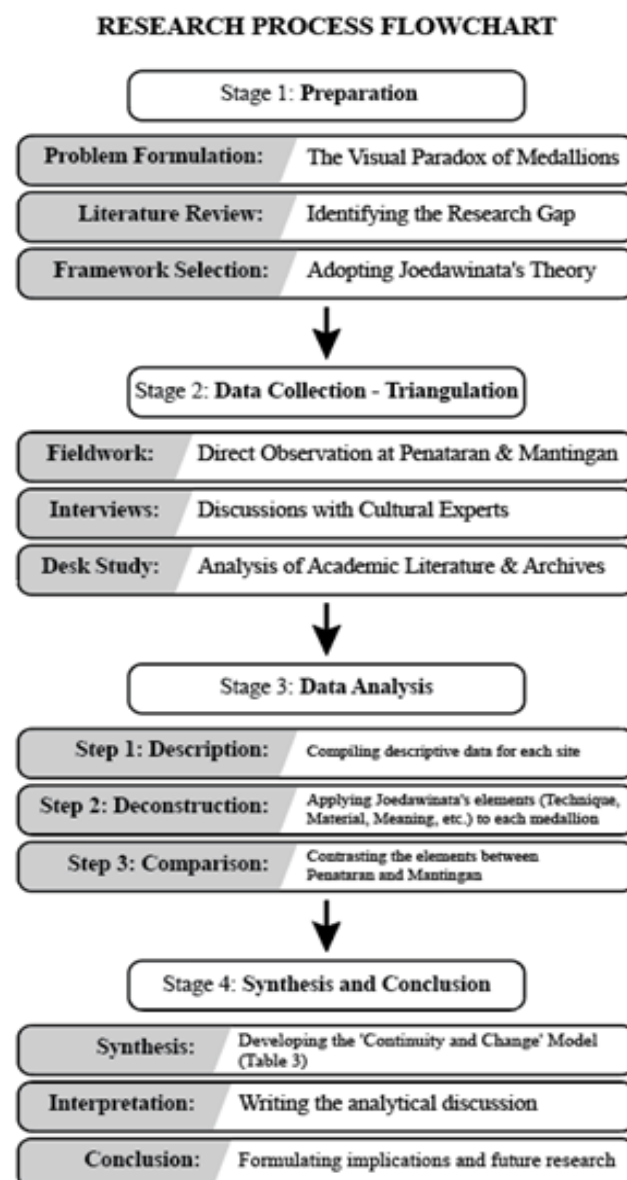 RESEARCH PROCESS FLOWCHART
Stage 1: Preparation
Problem Formulation: The Visual Paradox of Medallions
Literature Review: Identifying the Research Gap
Framework Selection: Adopting Joedawinata's Theory
Stage 2: Data Collection - Triangulation
Fieldwork: Direct Observation at Penataran & Mantingan
Interviews: Discussions with Cultural Experts
Desk Study: Analysis of Academic Literature & Archives
Stage 3: Data Analysis
Step 1: Description: Compiling descriptive data for each site
Step 2: Deconstruction: Applying Joedawinata's elements (Technique,
Material, Meaning, etc.) to each medallion
Step 3: Comparison: Contrasting the elements between
Penataran and Mantingan
Stage 4: Synthesis and Conclusion
Synthesis: Developing the 'Continuity and Change' Model
(Table 3)
Interpretation: Writing the analytical discussion
Conclusion: Formulating implications and future research